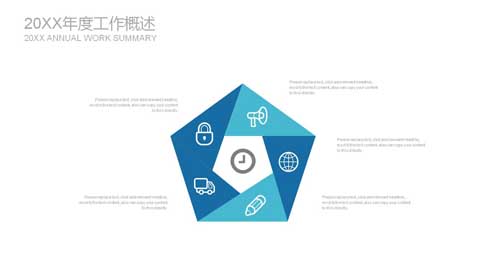 20XX年度工作概述
20XX ANNUAL WORK SUMMARY
Please replace text, click add relevant headline,
modify the text content, also can copy your content
to this directly.
Please replace text, click add relevant headline,
modify the text content, also can copy your content
to this directly.
Please replace text, click add relevant headline,
modify the text content, also can copy your content
to this directly.
Please replace text, click add relevant headline,
modify the text content, also can copy your content
to this directly.
Please replace text, click add relevant headline,
modify the text content, also can copy your content
to this directly.